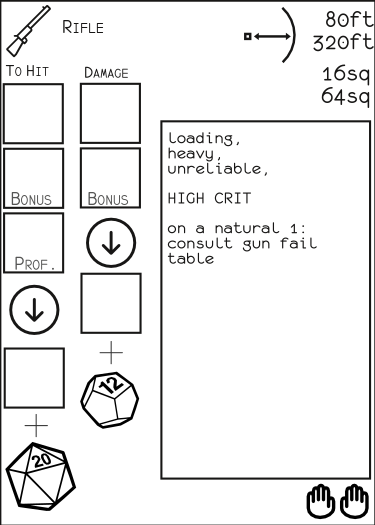 RIFLE
80ft
320ft
16sq
64sq
TO HIT
DAMAGE
BONUS
BONUS
PROF.
loading,
heavy,
unreliable,
HIGH CRIT
on a natural 1:
consult gun fail
table
+
12
+
20